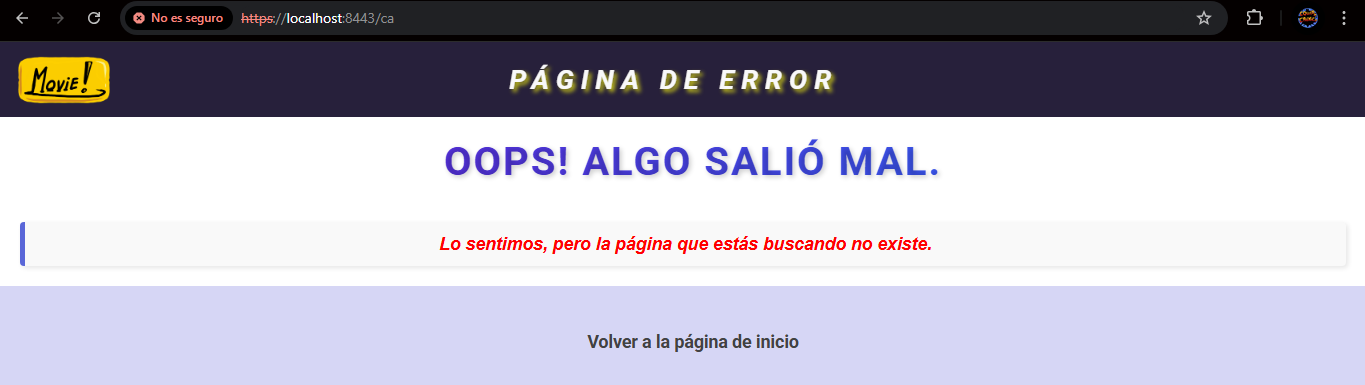 No es seguro https://localhost:8443/ca
Movie!
PÁGINA DE ERROR
OOPS! ALGO SALIÓ MAL.
Lo sentimos, pero la página que estás buscando no existe.
Volver a la página de inicio